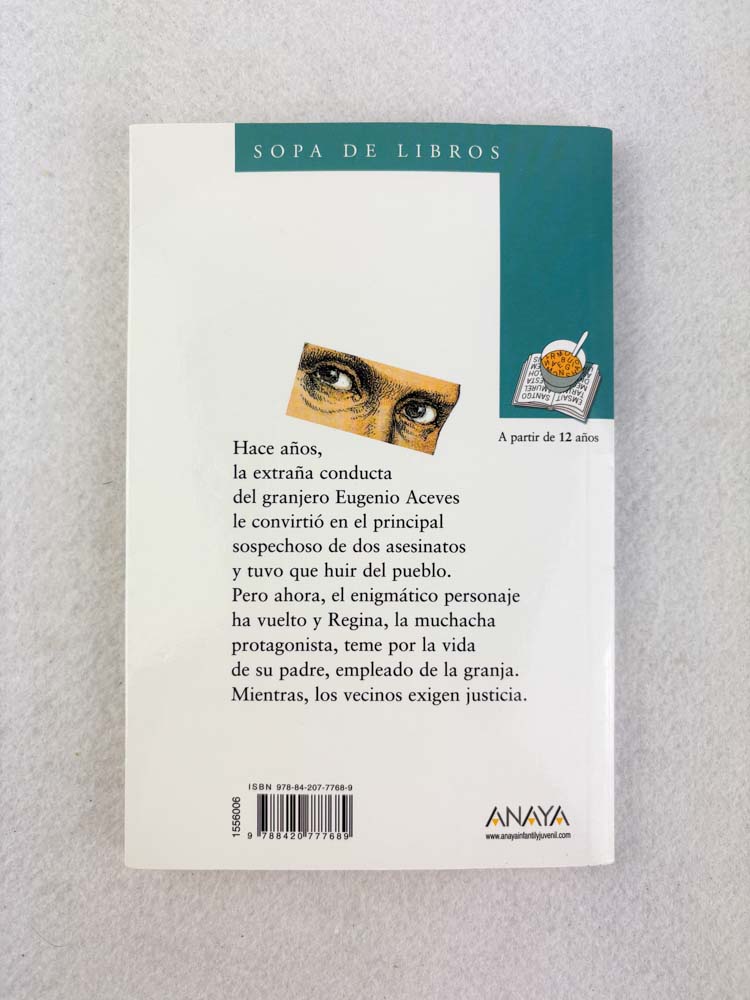 SOPA DE LIBROS
A partir de 12 años
Hace años,
la extraña conducta
del granjero Eugenio Aceves
le convirtió en el principal
sospechoso de dos asesinatos
y tuvo que huir del pueblo.
Pero ahora, el enigmático personaje
ha vuelto y Regina, la muchacha
protagonista, teme por la vida
de su padre, empleado de la granja.
Mientras, los vecinos exigen justicia.
ISBN 978-84-207-7768-9
1556006
9 788420 777689
ANAYA
www.anayainfantilyjuvenil.com